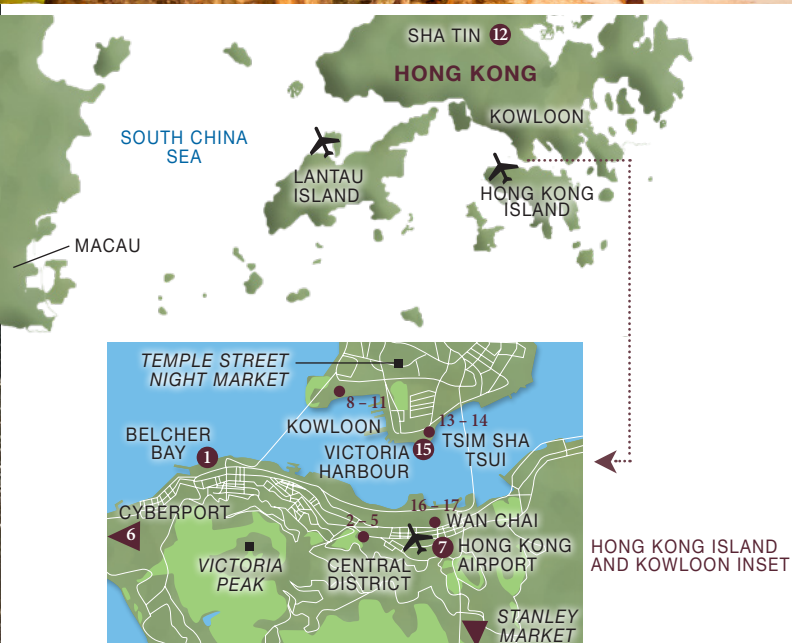 SHA TIN 12
HONG KONG
KOWLOON
SOUTH CHINA
SEA
LANTAU
ISLAND
HONG KONG
ISLAND
MACAU
TEMPLE STREET
NIGHT MARKET
8 – 11
KOWLOON
13 – 14
BELCHER
BAY
1
VICTORIA
HARBOUR
15
TSIM SHA
TSUI
CYBERPORT
6
2 – 5
16 – 17
WAN CHAI
VICTORIA
PEAK
CENTRAL
DISTRICT
7
HONG KONG
AIRPORT
HONG KONG ISLAND
AND KOWLOON INSET
STANLEY
MARKET